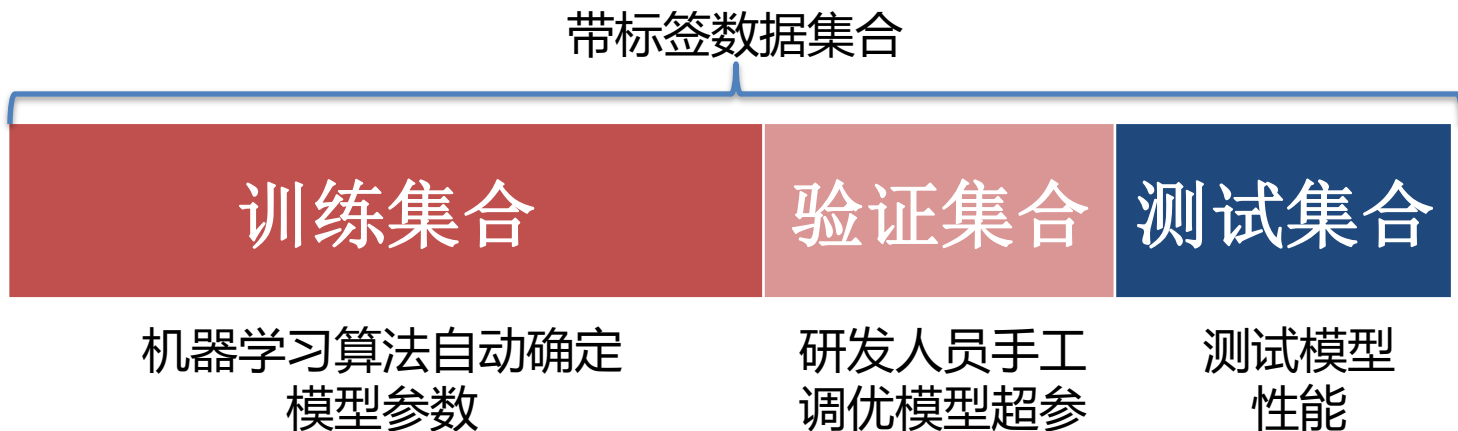 带标签数据集合
训练集合
验证集合
测试集合
机器学习算法自动确定
模型参数
研发人员手工
调优模型超参
测试模型
性能